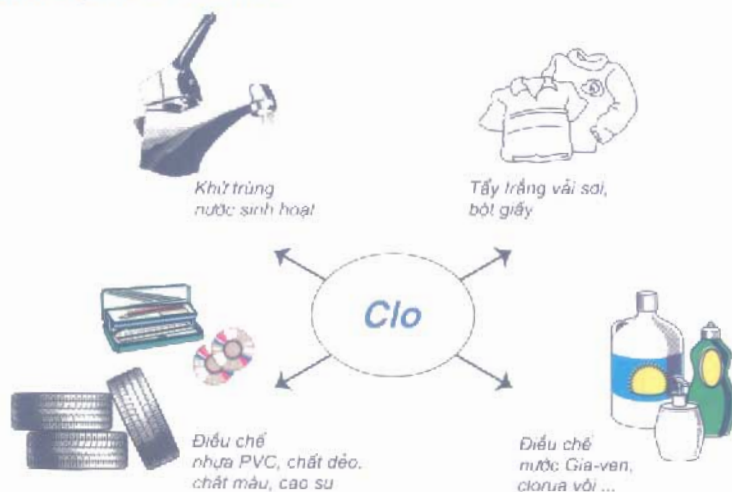 Khử trùng
nước sinh hoạt
Tẩy trắng vải sợi,
bột giấy
Clo
Điều chế
nhựa PVC, chất dẻo,
chất màu, cao su
Điều chế
nước Gia-ven,
clorua vôi ...